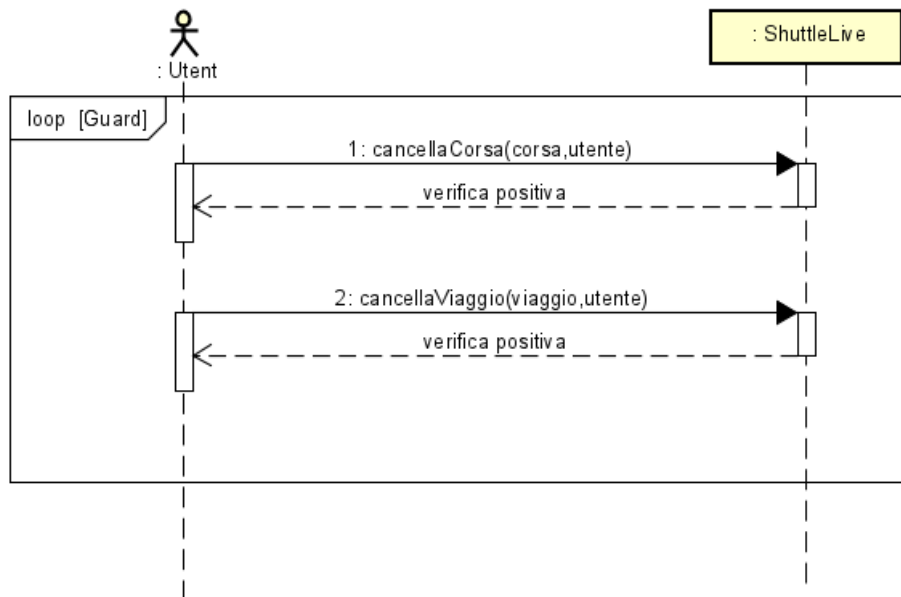 : Utent
: ShuttleLive
loop [Guard]
1: cancellaCorsa(corsa,utente)
verifica positiva
2: cancellaViaggio(viaggio,utente)
verifica positiva